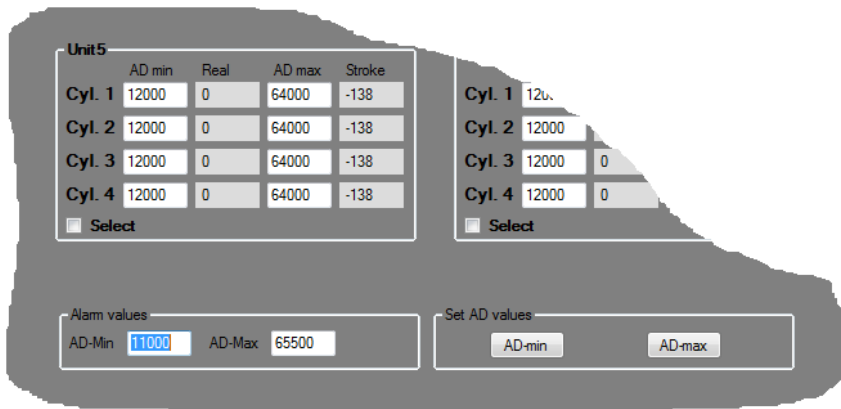 Unit5
AD min Real AD max Stroke
Cyl. 1 12000 0 64000 -138 Cyl. 1
Cyl. 2 12000 0 64000 -138 Cyl. 2 12000
Cyl. 3 12000 0 64000 -138 Cyl. 3 12000 0
Cyl. 4 12000 0 64000 -138 Cyl. 4 12000 0
Select Select
Alarm values Set AD values
AD-Min 11000 AD-Max 65500 AD-min AD-max